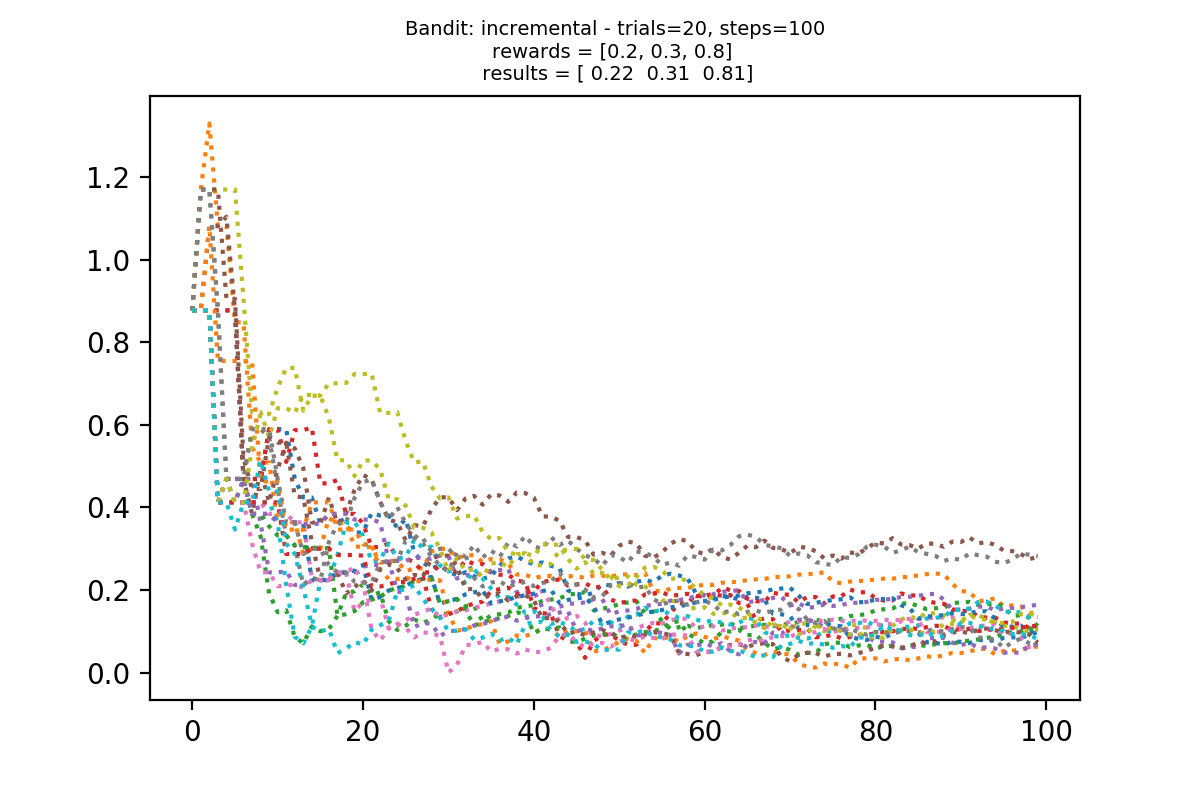 Bandit: incremental - trials=20, steps=100
rewards = [0.2, 0.3, 0.8]
results = [ 0.22  0.31  0.81]
1.2
1.0
0.8
0.6
0.4
0.2
0.0
0 20 40 60 80 100